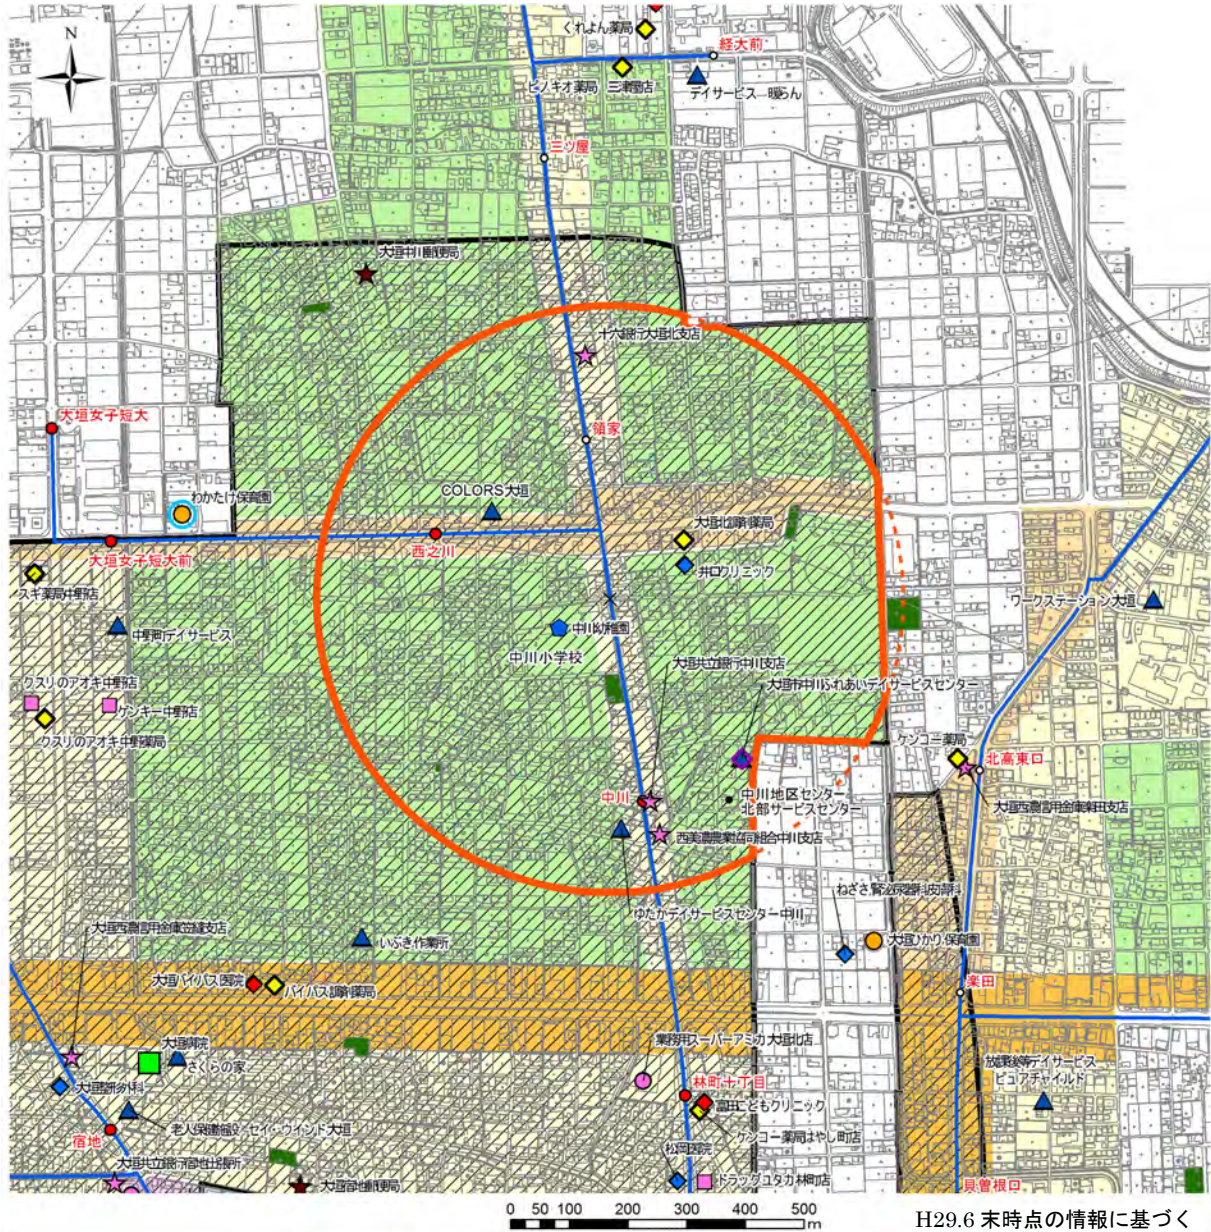 くれよん薬局
経大前
N
ピノキオ薬局 三津屋店
デイサービス 暖らん
三ツ屋
大垣中川郵便局
十六銀行大垣北支店
大垣女子短大
領家
COLORS大垣
わかたけ保育園
大垣北調剤薬局
大垣女子短大前
西之川
井口クリニック
スギ薬局中野店
ワークステーション大垣
中野町デイサービス
中川幼稚園
中川小学校
大垣共立銀行中川支店
大垣市中川ふれあいデイサービスセンター
クスリのアオキ中野店
ゲンキー中野店
クスリのアオキ中野薬局
ケンコー薬局
北高東口
中川
中川地区センター
北部サービスセンター
大垣西濃信用金庫楽田支店
西美濃農業協同組合中川支店
ねざさ腎泌尿器科皮膚科
ゆたかデイサービスセンター中川
大垣西濃信用金庫笠縫支店
いぶき作業所
大垣ひかり保育園
大垣バイパス医院
バイパス調剤薬局
楽田
大垣病院
さくらの家
業務用スーパーアミカ大垣北店
放課後等デイサービス
ピュアチャイルド
大垣整形外科
林町十丁目
富田こどもクリニック
老人保健施設 セイ・ウインド大垣
宿地
ケンコー薬局はやし町店
松岡医院
大垣共立銀行宿地出張所
大垣宿地郵便局
ドラッグユタカ林町店
貝曽根口
0 50 100 200 300 400 500
m
H29.6 末時点の情報に基づく